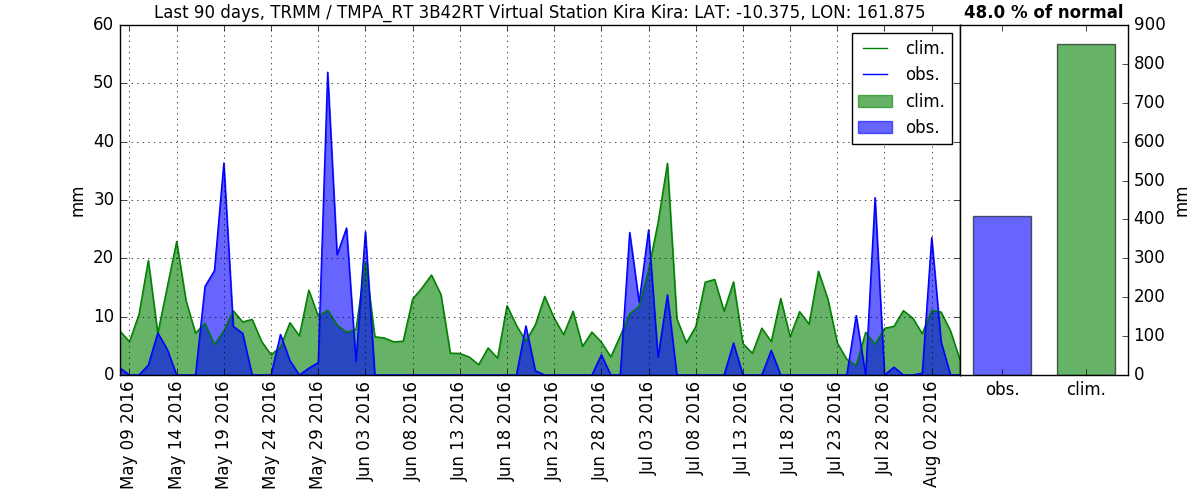 Last 90 days, TRMM / TMPA_RT 3B42RT Virtual Station Kira Kira: LAT: -10.375, LON: 161.875
48.0 % of normal
60
50
40
30
20
10
0
mm
clim.
obs.
clim.
obs.
900
800
700
600
500
400
300
200
100
0
mm
May 09 2016
May 14 2016
May 19 2016
May 24 2016
May 29 2016
Jun 03 2016
Jun 08 2016
Jun 13 2016
Jun 18 2016
Jun 23 2016
Jun 28 2016
Jul 03 2016
Jul 08 2016
Jul 13 2016
Jul 18 2016
Jul 23 2016
Jul 28 2016
Aug 02 2016
obs.
clim.